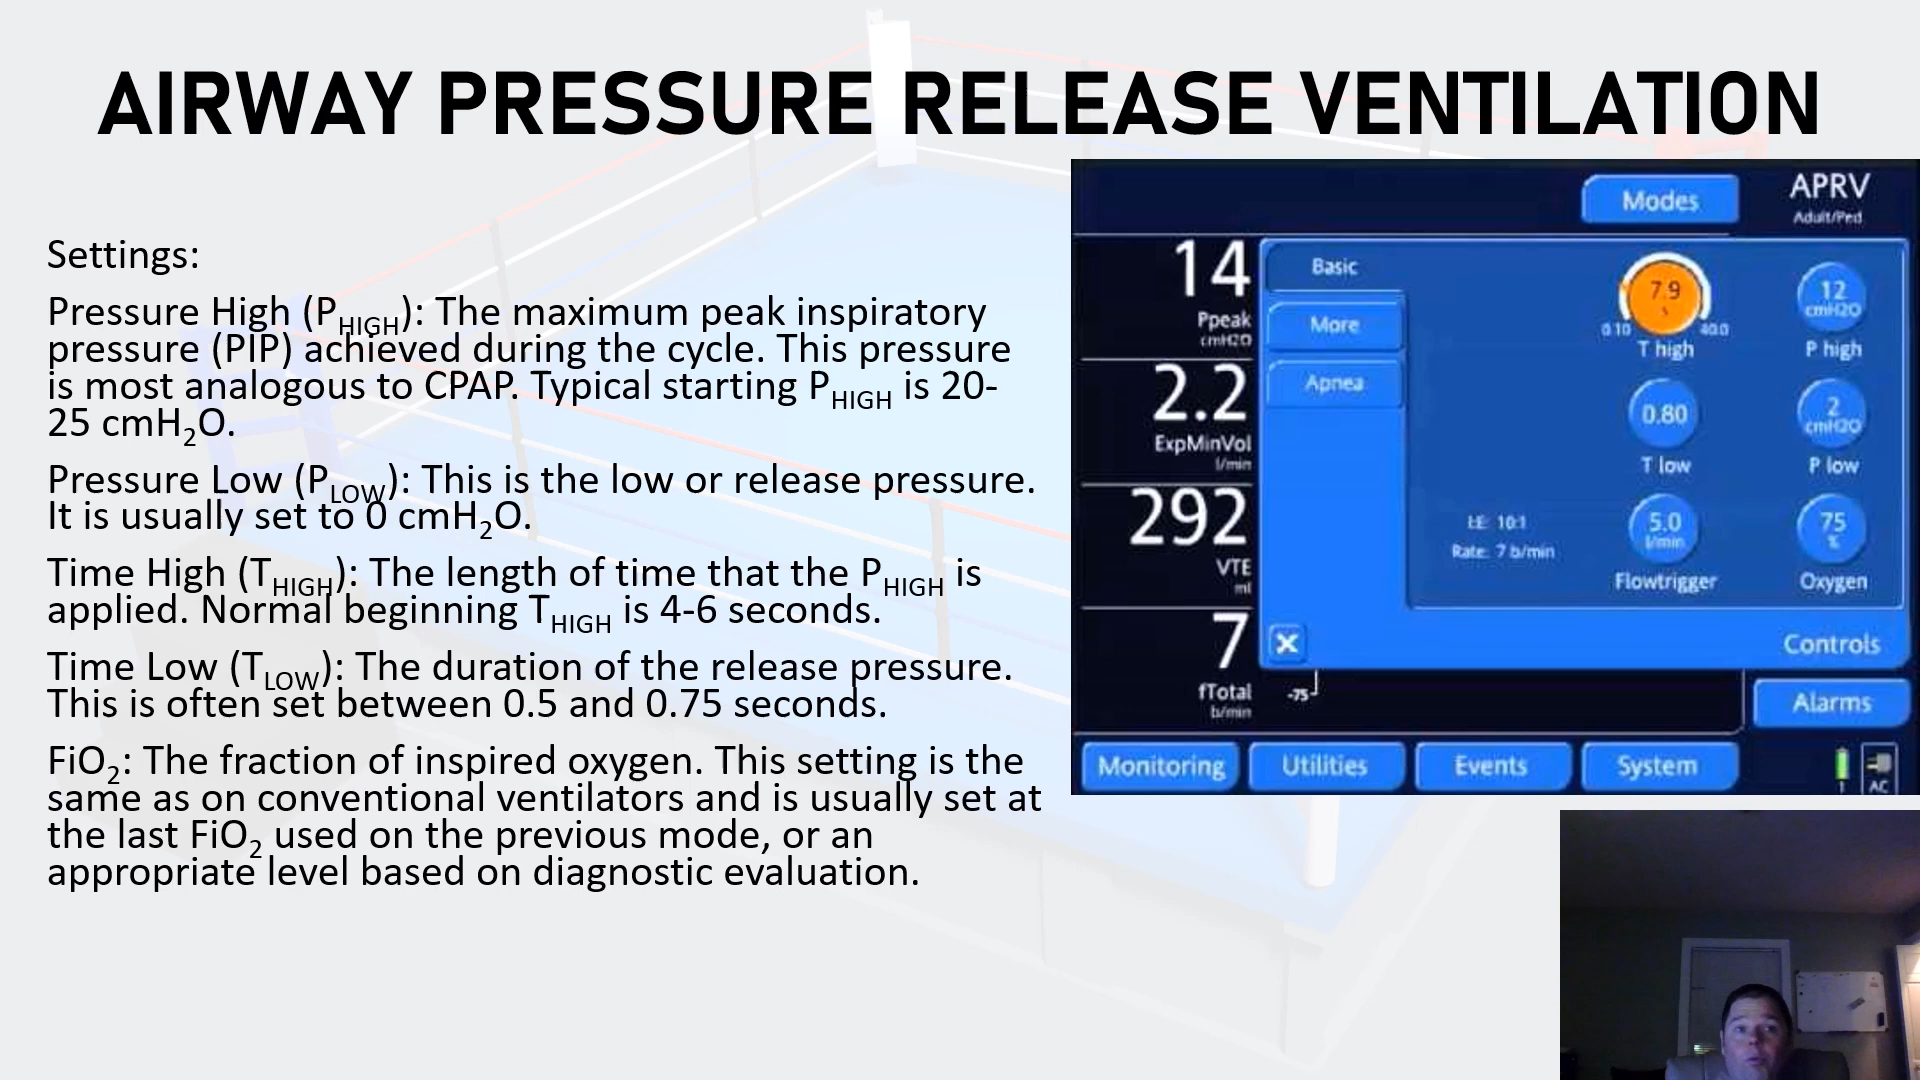 AIRWAY PRESSURE RELEASE VENTILATION
Settings:
Pressure High (PHIGH): The maximum peak inspiratory
pressure (PIP) achieved during the cycle. This pressure
is most analogous to CPAP. Typical starting PHIGH is 20-
25 cmH2O.
Pressure Low (PLOW): This is the low or release pressure.
It is usually set to 0 cmH2O.
Time High (THIGH): The length of time that the PHIGH is
applied. Normal beginning THIGH is 4-6 seconds.
Time Low (TLOW): The duration of the release pressure.
This is often set between 0.5 and 0.75 seconds.
FiO2: The fraction of inspired oxygen. This setting is the
same as on conventional ventilators and is usually set at
the last FiO2 used on the previous mode, or an
appropriate level based on diagnostic evaluation.
Modes
APRV
Adult/Ped
14
Ppeak
cmH2O
2.2
ExpMinVol
l/min
292
VTE
ml
7
fTotal
b/min
Basic
More
Apnea
7.9
s
0.10 40.0
T high
12
cmH2O
P high
0.80
T low
2
cmH2O
P low
I:E: 10:1
Rate: 7 b/min
5.0
l/min
Flowtrigger
75
%
Oxygen
X
Controls
-75
Alarms
Monitoring
Utilities
Events
System
1
AC